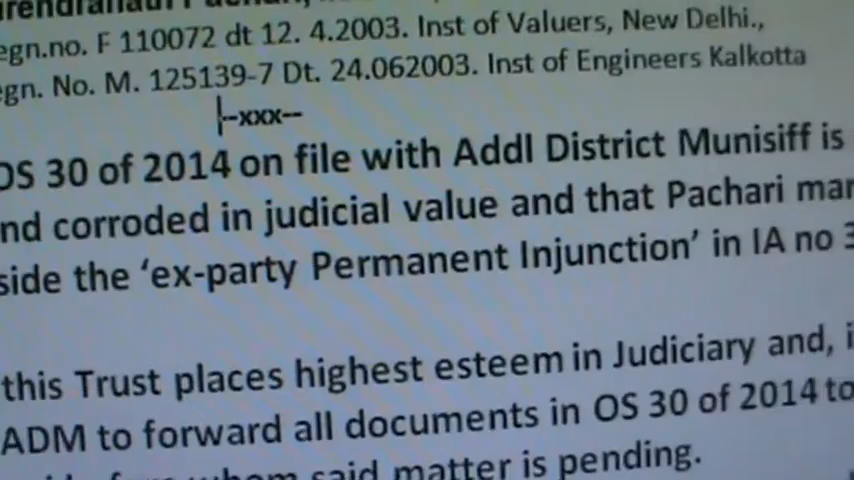 egn.no. F 110072 dt 12. 4.2003. Inst of Valuers, New Delhi.,
egn. No. M. 125139-7 Dt. 24.062003. Inst of Engineers Kalkotta
|--xxx--
OS 30 of 2014 on file with Addl District Munisiff is
nd corroded in judicial value and that Pachari mar
side the ‘ex-party Permanent Injunction’ in IA no 3
this Trust places highest esteem in Judiciary and, i
ADM to forward all documents in OS 30 of 2014 to
whom said matter is pending.